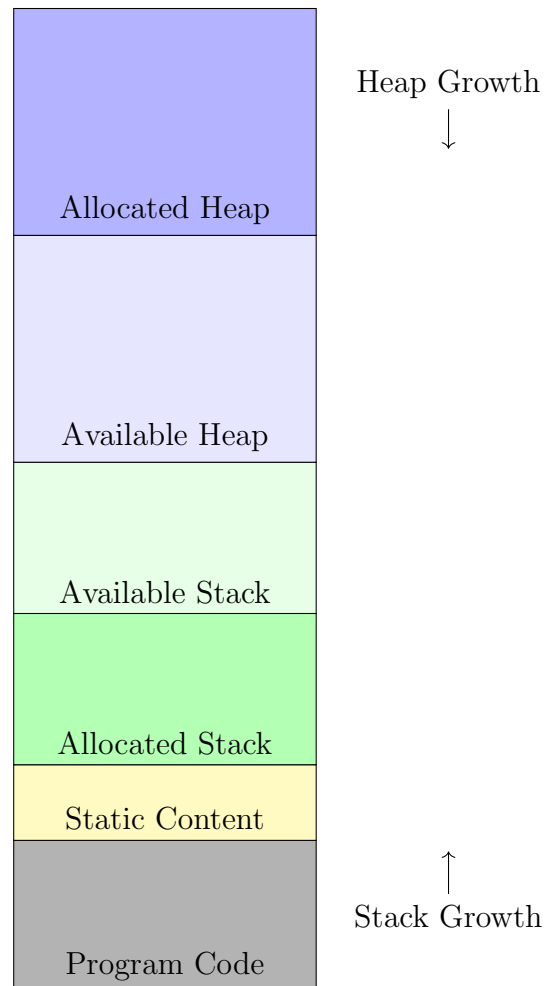 Heap Growth
Allocated Heap
Available Heap
Available Stack
Allocated Stack
Static Content
Stack Growth
Program Code